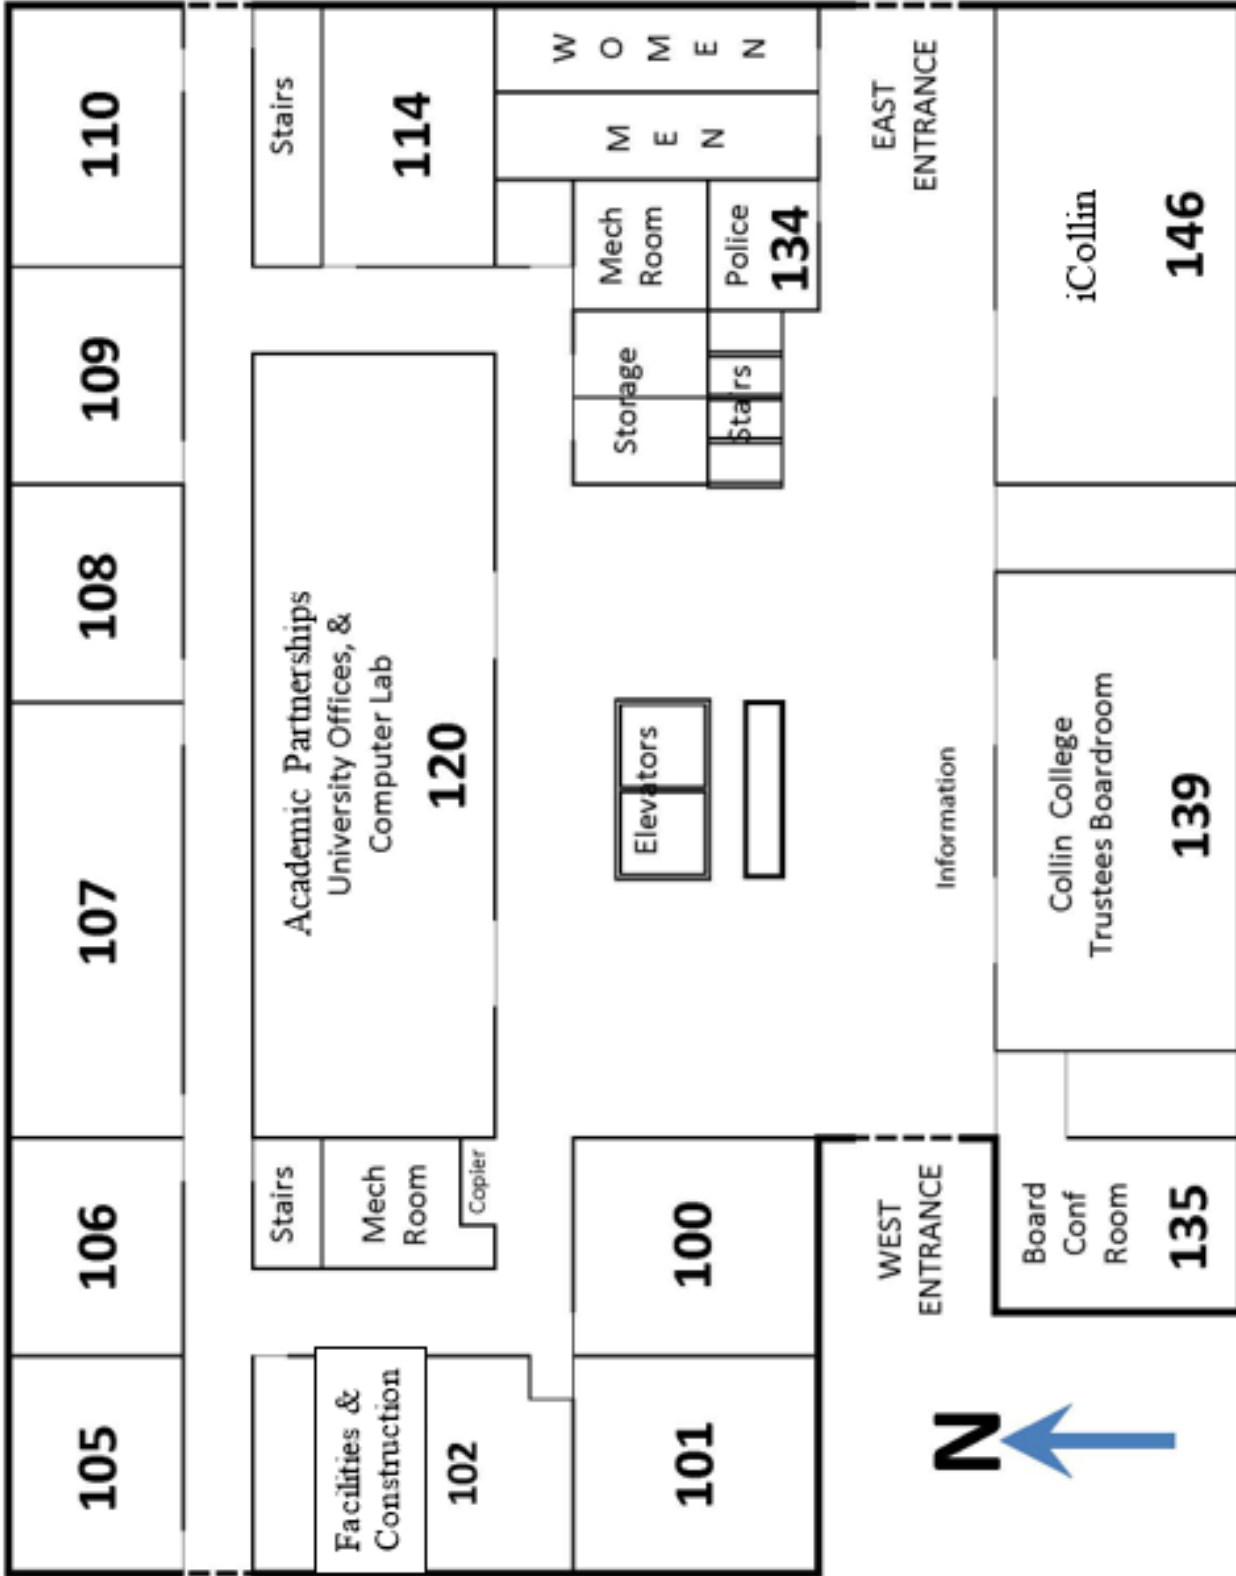 105
106
107
108
109
110
Facilities &
Construction
102
Stairs
Mech
Room
Copier
Academic Partnerships
University Offices, &
Computer Lab
120
Stairs
114
101
100
Elevators
Storage
Stairs
Mech
Room
Police
134
MEN
WOMEN
N
WEST
ENTRANCE
Information
EAST
ENTRANCE
Board
Conf
Room
135
Collin College
Trustees Boardroom
139
iCollin
146